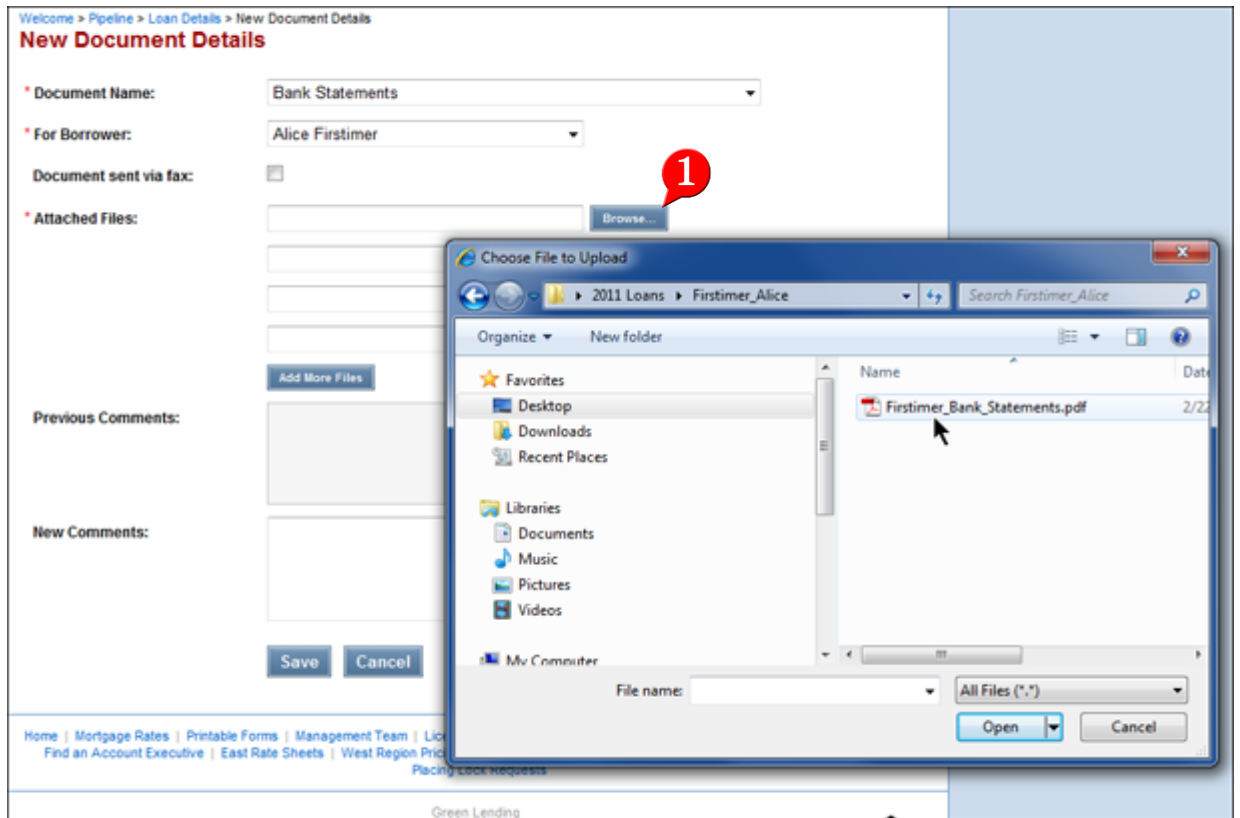 Welcome > Pipeline > Loan Details > New Document Details
New Document Details
* Document Name:
Bank Statements
* For Borrower:
Alice Firstimer
Document sent via fax:
1
* Attached Files:
Browse...
Choose File to Upload
2011 Loans
Firstimer_Alice
Search Firstimer_Alice
Organize
New folder
Favorites
Desktop
Downloads
Recent Places
Libraries
Documents
Music
Pictures
Videos
My Computer
Name
Date
Firstimer_Bank_Statements.pdf
2/22
File name:
All Files (*.*)
Open
Cancel
Add More Files
Previous Comments:
New Comments:
Save
Cancel
Home | Mortgage Rates | Printable Forms | Management Team |
Find an Account Executive | East Rate Sheets | West Region
Placing Lock Requests
Green Lending